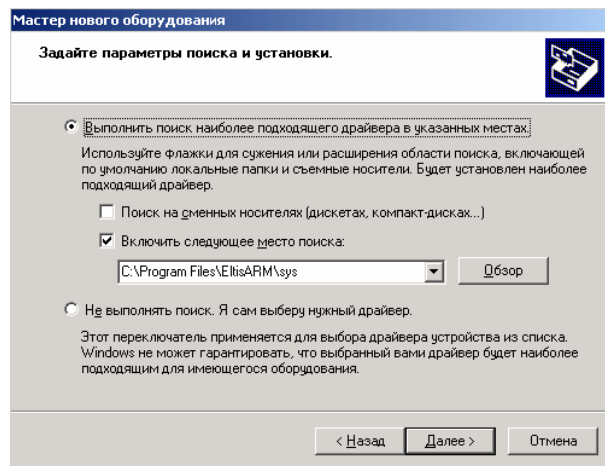 Мастер нового оборудования
Задайте параметры поиска и установки.
Выполнить поиск наиболее подходящего драйвера в указанных местах.
Используйте флажки для сужения или расширения области поиска, включающей
по умолчанию локальные папки и съемные носители. Будет установлен наиболее
подходящий драйвер.
Поиск на сменных носителях (дискетах, компакт-дисках...)
Включить следующее место поиска:
C:\Program Files\EltisARM\sys
Обзор
Не выполнять поиск. Я сам выберу нужный драйвер.
Этот переключатель применяется для выбора драйвера устройства из списка.
Windows не может гарантировать, что выбранный вами драйвер будет наиболее
подходящим для имеющегося оборудования.
< Назад Далее > Отмена